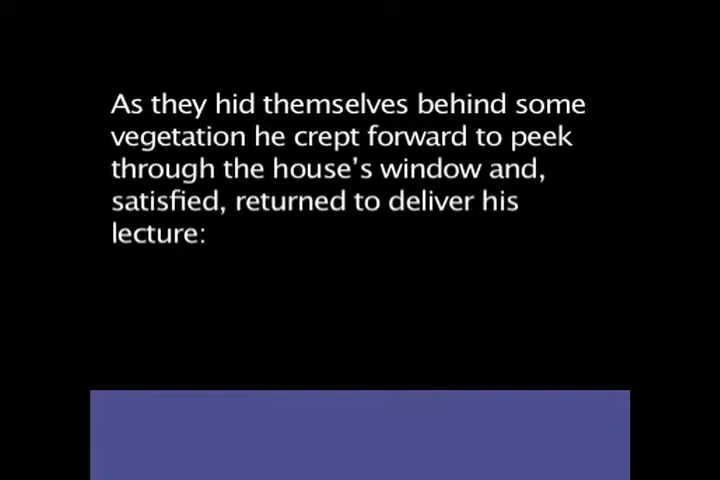 As they hid themselves behind some
vegetation he crept forward to peek
through the house’s window and,
satisfied, returned to deliver his
lecture: